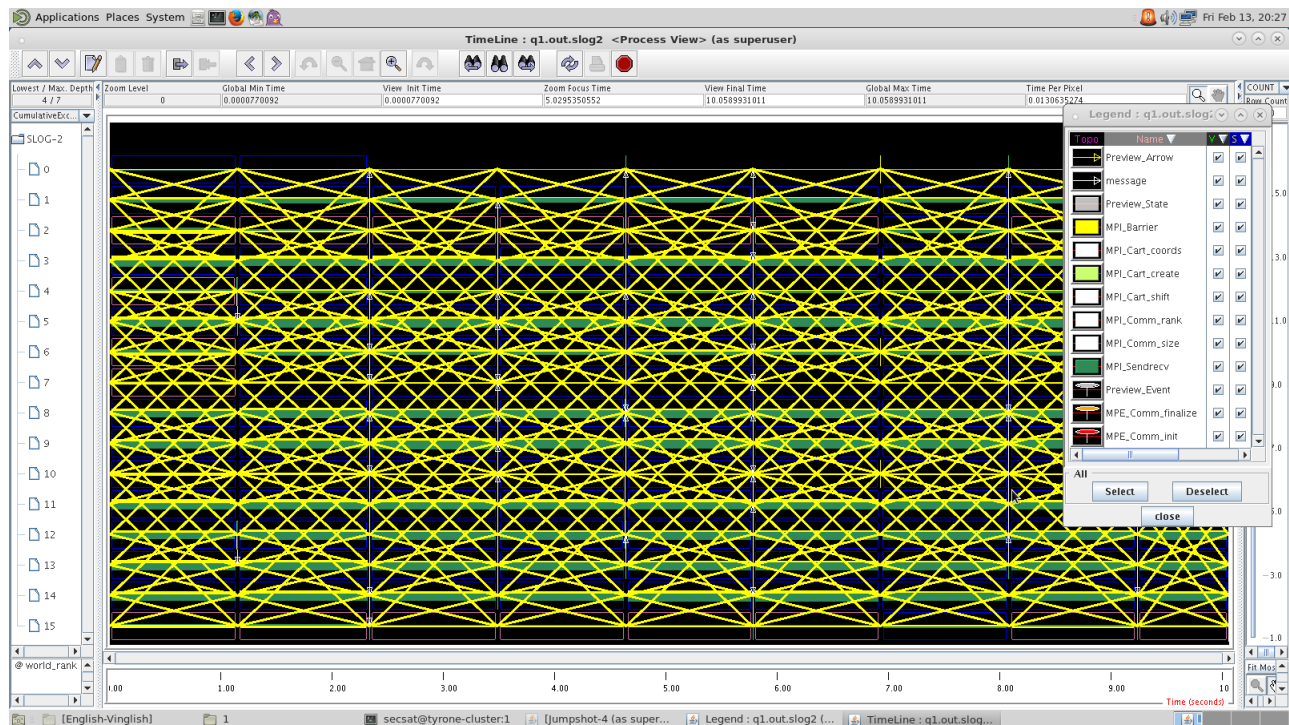 Applications Places System Fri Feb 13, 20:27
TimeLine : q1.out.slog2 <Process View> (as superuser)
Lowest / Max. Depth Zoom Level Global Min Time View Init Time Zoom Focus Time View Final Time Global Max Time Time Per Pixel COUNT
4 / 7 0 0.0000770092 0.0000770092 5.0295350552 10.0589931011 10.0589931011 0.0130635274 Row Count
CumulativeExc...
Legend : q1.out.slog2
SLOG-2
Topo Name V S
0
Preview_Arrow
message
1
Preview_State
2
MPI_Barrier
MPI_Cart_coords
3
MPI_Cart_create
4
MPI_Cart_shift
5
MPI_Comm_rank
MPI_Comm_size
6
MPI_Sendrecv
7
Preview_Event
8
MPE_Comm_finalize
MPE_Comm_init
9
10
All
Select Deselect
11
close
12
13
14
−3.0
15
−1.0
@ world_rank
Fit Mos
1.00 2.00 3.00 4.00 5.00 6.00 7.00 8.00 9.00 10
Time (seconds)
[English-Vinglish] 1 secsat@tyrone-cluster:1 [Jumpshot-4 (as super... Legend : q1.out.slog2 (... TimeLine : q1.out.slog...